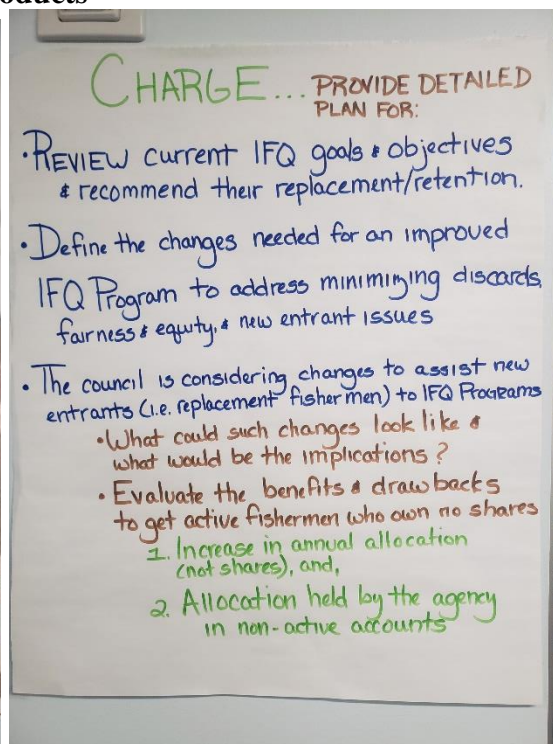 oducts
CHARGE... PROVIDE DETAILED
PLAN FOR:
• REVIEW current IFQ goals & objectives
& recommend their replacement/retention.
• Define the changes needed for an improved
IFQ Program to address minimizing discards,
fairness & equity, & new entrant issues
• The council is considering changes to assist new
entrants (i.e. replacement fishermen) to IFQ PROGRAMS
• What could such changes look like &
what would be the implications?
• Evaluate the benefits & drawbacks
to get active fishermen who own no shares
1. Increase in annual allocation
(not shares), and,
2. Allocation held by the agency
in non-active accounts